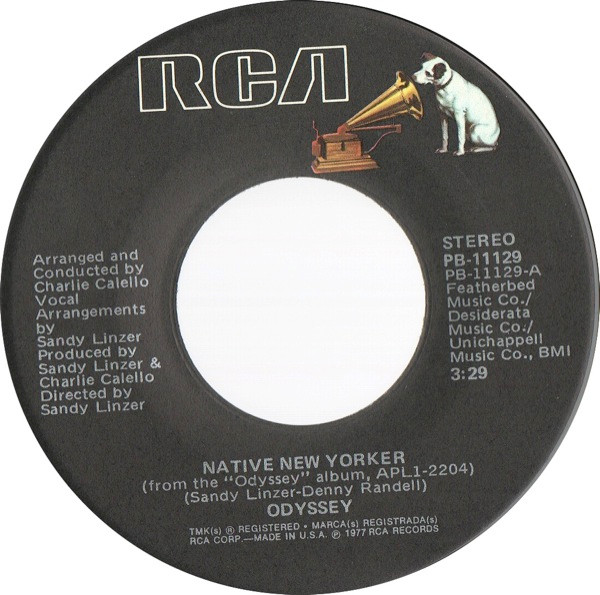 RCA
Arranged and
Conducted by
Charlie Calello
Vocal
Arrangements
by
Sandy Linzer
Produced by
Sandy Linzer &
Charlie Calello
Directed by
Sandy Linzer
STEREO
PB-11129
PB-11129-A
Featherbed
Music Co./
Desiderata
Music Co./
Unichappell
Music Co., BMI
3:29
NATIVE NEW YORKER
(from the "Odyssey" album, APL1-2204)
(Sandy Linzer-Denny Randell)
ODYSSEY
TMK(s) ® REGISTERED • MARCA(s) REGISTRADA(s)
RCA CORP.—MADE IN U.S.A. ℗ 1977 RCA RECORDS